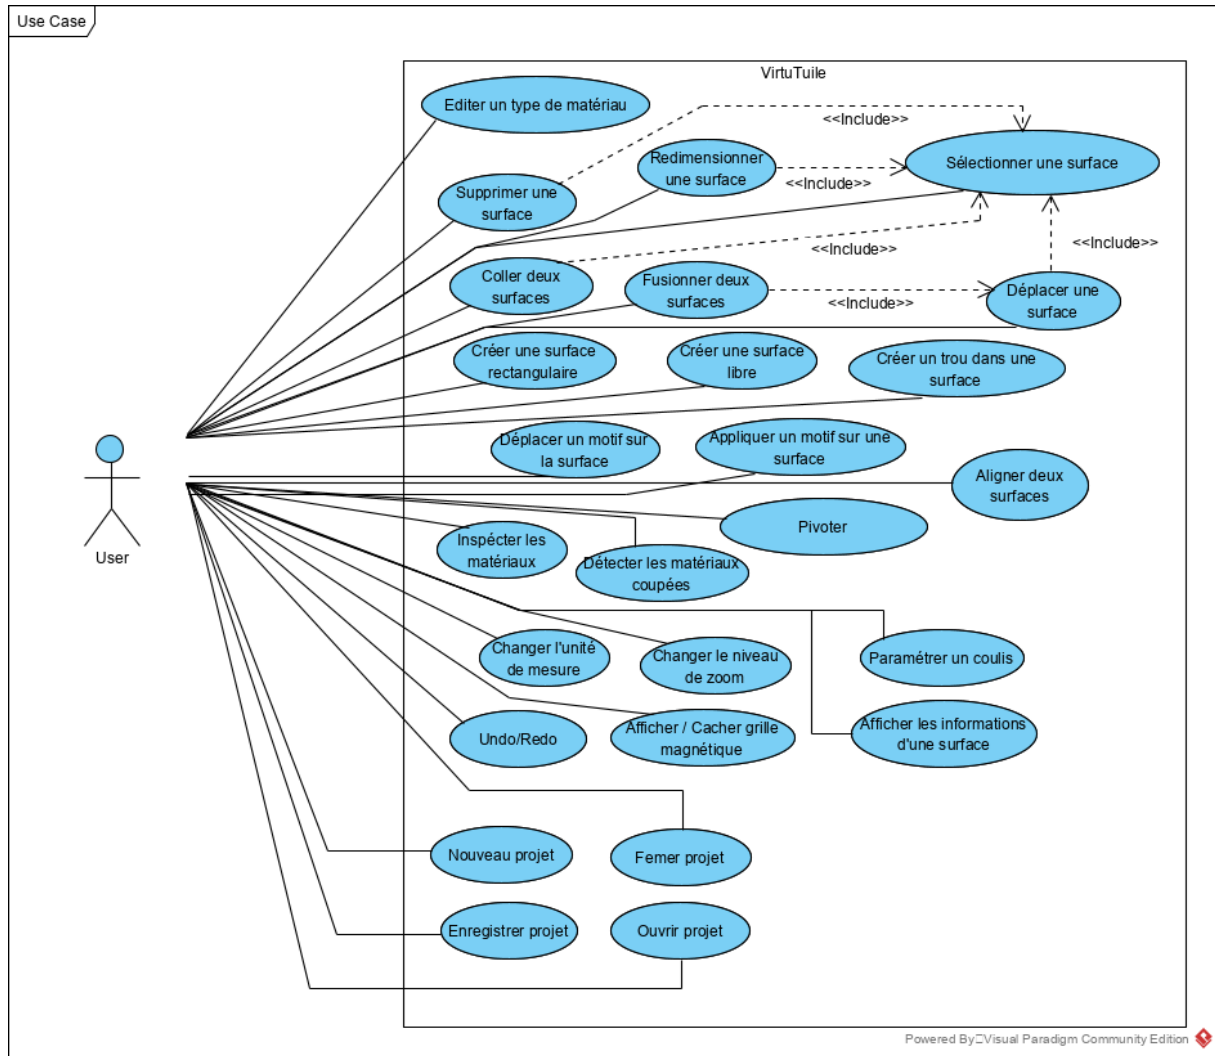 Use Case
VirtuTuile
Editer un type de matériau
<<Include>>
Redimensionner
une surface
<<Include>>
Sélectionner une surface
Supprimer une
surface
<<Include>>
<<Include>>
Coller deux
surfaces
Fusionner deux
surfaces
<<Include>>
Déplacer une
surface
Créer une surface
rectangulaire
Créer une surface
libre
Créer un trou dans une
surface
Déplacer un motif sur
la surface
Appliquer un motif sur une
surface
Aligner deux
surfaces
User
Inspécter les
matériaux
Détecter les matériaux
coupées
Pivoter
Changer l'unité
de mesure
Changer le niveau
de zoom
Paramétrer un coulis
Undo/Redo
Afficher / Cacher grille
magnétique
Afficher les informations
d'une surface
Nouveau projet
Femer projet
Enregistrer projet
Ouvrir projet
Powered By Visual Paradigm Community Edition